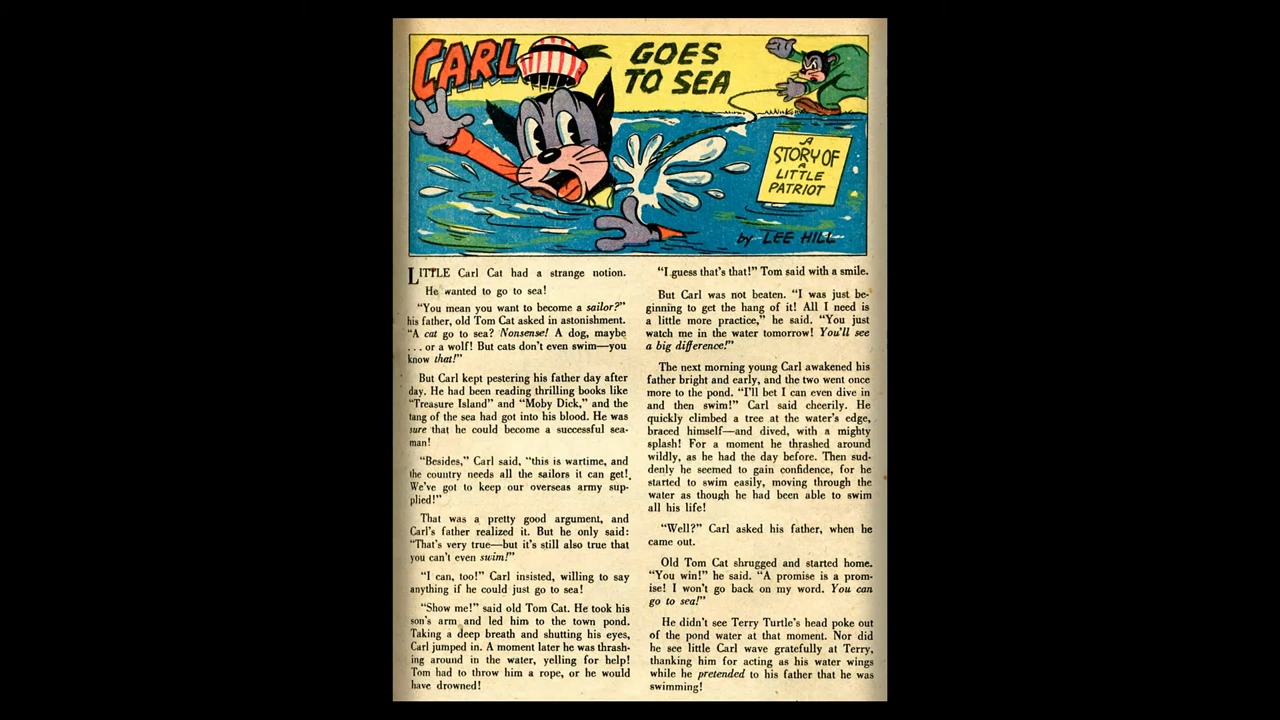 CARL GOES
TO SEA
A
STORY OF
A
LITTLE
PATRIOT
by LEE HILL
LITTLE Carl Cat had a strange notion.
He wanted to go to sea!
“You mean you want to become a sailor?”
his father, old Tom Cat asked in astonishment.
“A cat go to sea? Nonsense! A dog, maybe
. . . or a wolf! But cats don’t even swim—you
know that!”
But Carl kept pestering his father day after
day. He had been reading thrilling books like
“Treasure Island” and “Moby Dick,” and the
tang of the sea had got into his blood. He was
sure that he could become a successful sea-
man!
“Besides,” Carl said, “this is wartime, and
the country needs all the sailors it can get!
We’ve got to keep our overseas army sup-
plied!”
That was a pretty good argument, and
Carl’s father realized it. But he only said:
“That’s very true—but it’s still also true that
you can’t even swim!”
“I can, too!” Carl insisted, willing to say
anything if he could just go to sea!
“Show me!” said old Tom Cat. He took his
son’s arm and led him to the town pond.
Taking a deep breath and shutting his eyes,
Carl jumped in. A moment later he was thrash-
ing around in the water, yelling for help!
Tom had to throw him a rope, or he would
have drowned!
“I guess that’s that!” Tom said with a smile.
But Carl was not beaten. “I was just be-
ginning to get the hang of it! All I need is
a little more practice,” he said. “You just
watch me in the water tomorrow! You’ll see
a big difference!”
The next morning young Carl awakened his
father bright and early, and the two went once
more to the pond. “I’ll bet I can even dive in
and then swim!” Carl said cheerily. He
quickly climbed a tree at the water’s edge,
braced himself—and dived, with a mighty
splash! For a moment he thrashed around
wildly, as he had the day before. Then sud-
denly he seemed to gain confidence, for he
started to swim easily, moving through the
water as though he had been able to swim
all his life!
“Well?” Carl asked his father, when he
came out.
Old Tom Cat shrugged and started home.
“You win!” he said. “A promise is a prom-
ise! I won’t go back on my word. You can
go to sea!”
He didn’t see Terry Turtle’s head poke out
of the pond water at that moment. Nor did
he see little Carl wave gratefully at Terry,
thanking him for acting as his water wings
while he pretended to his father that he was
swimming!